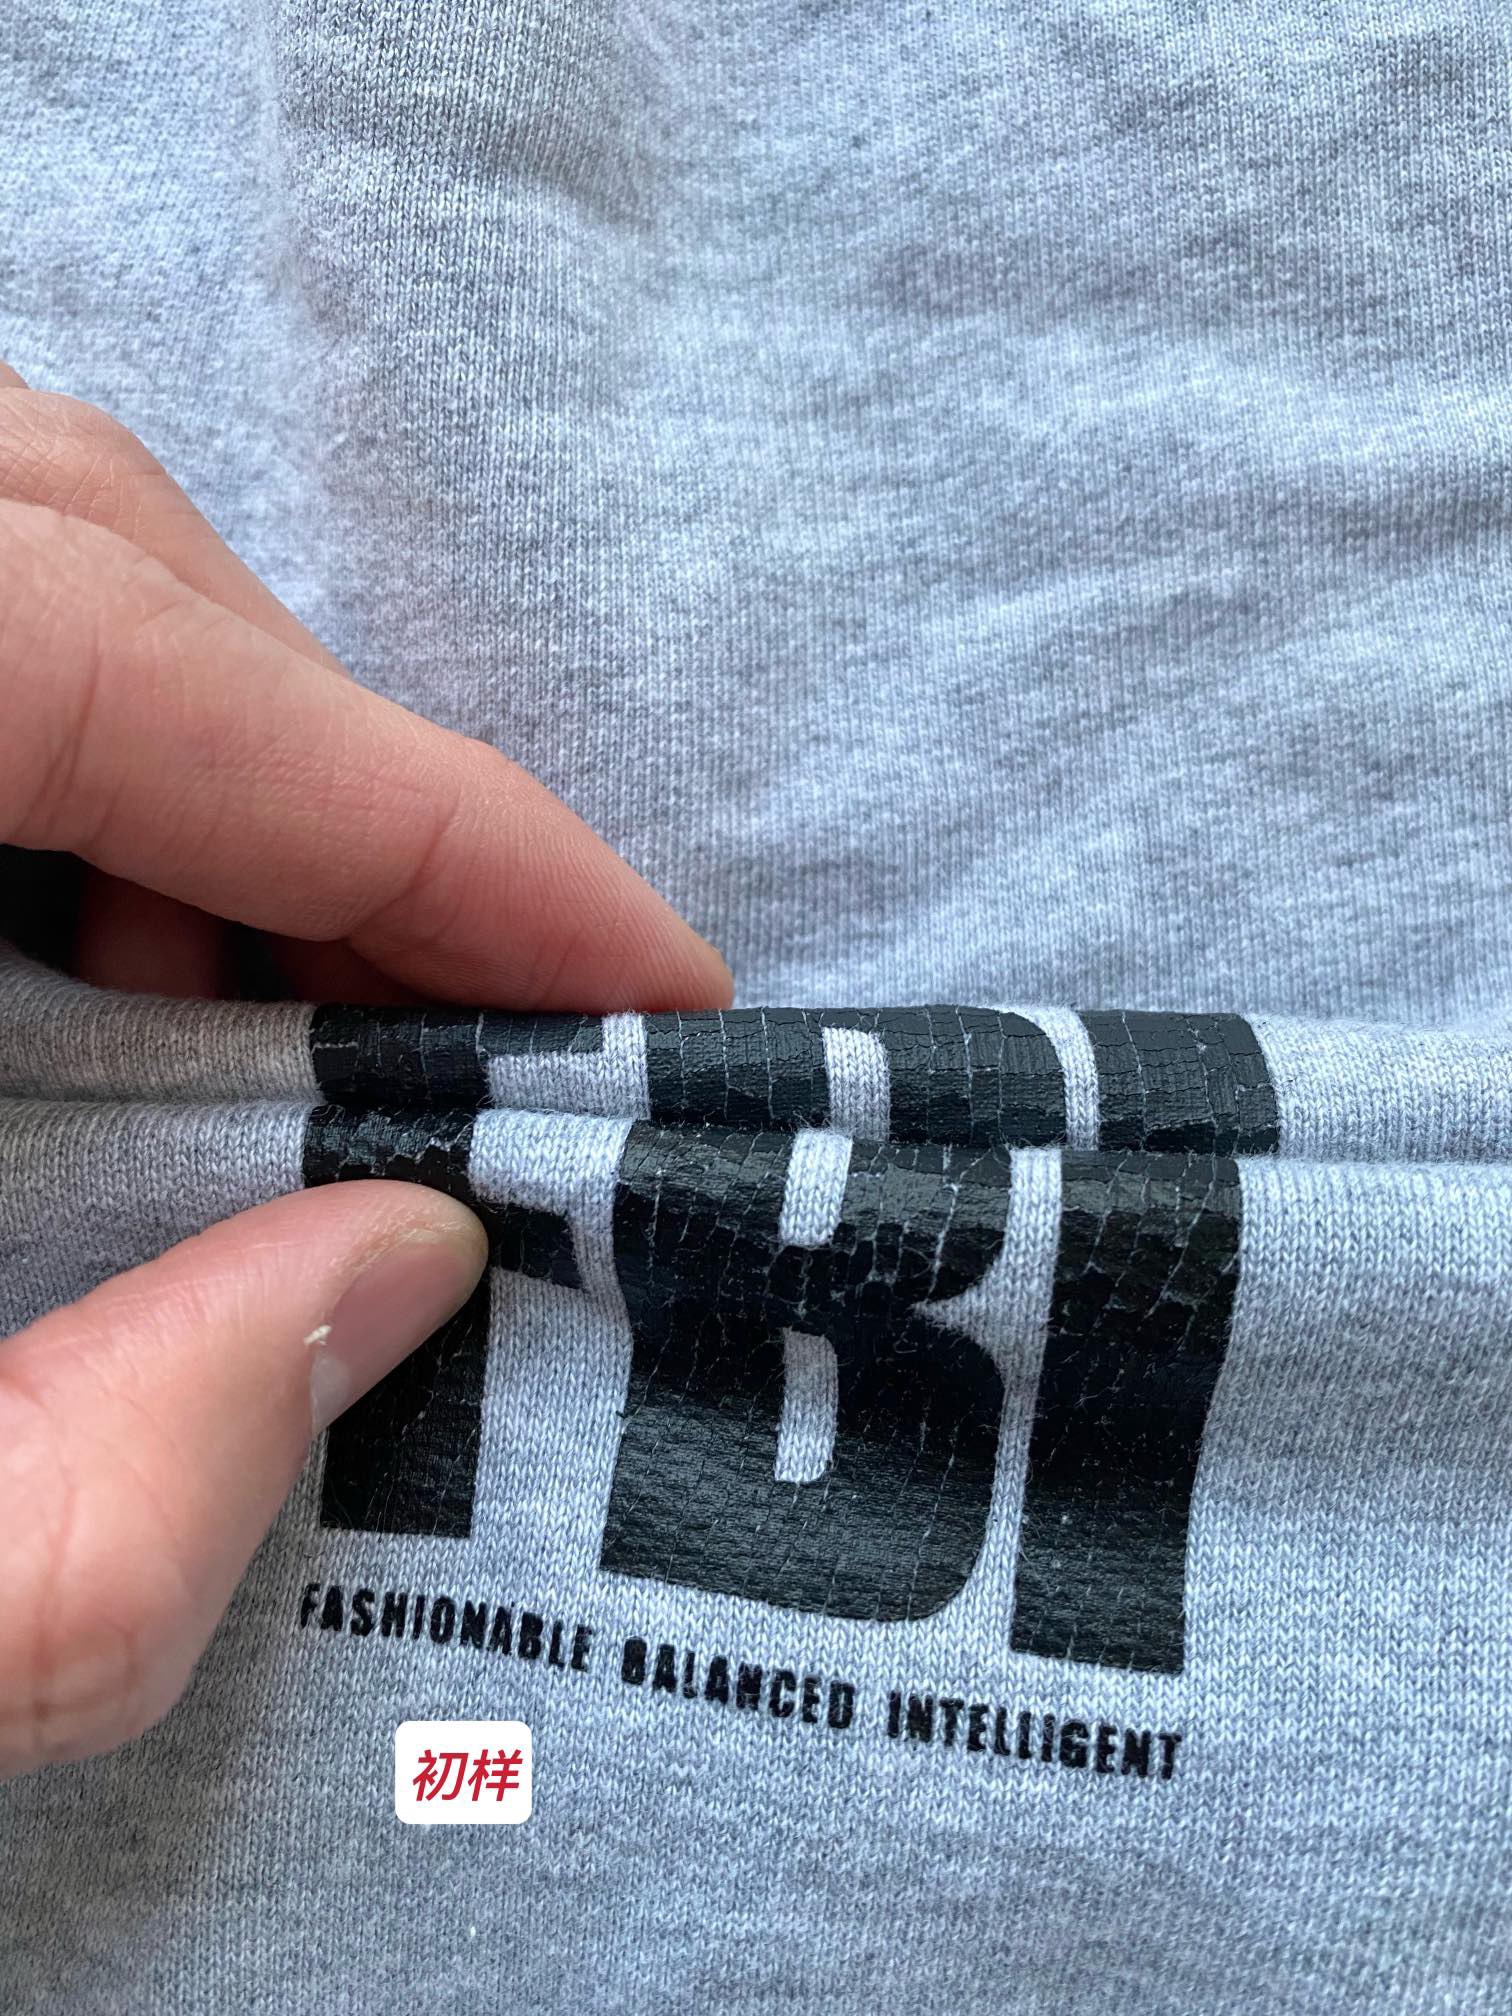 FBI
FASHIONABLE BALANCED INTELLIGENT
初样